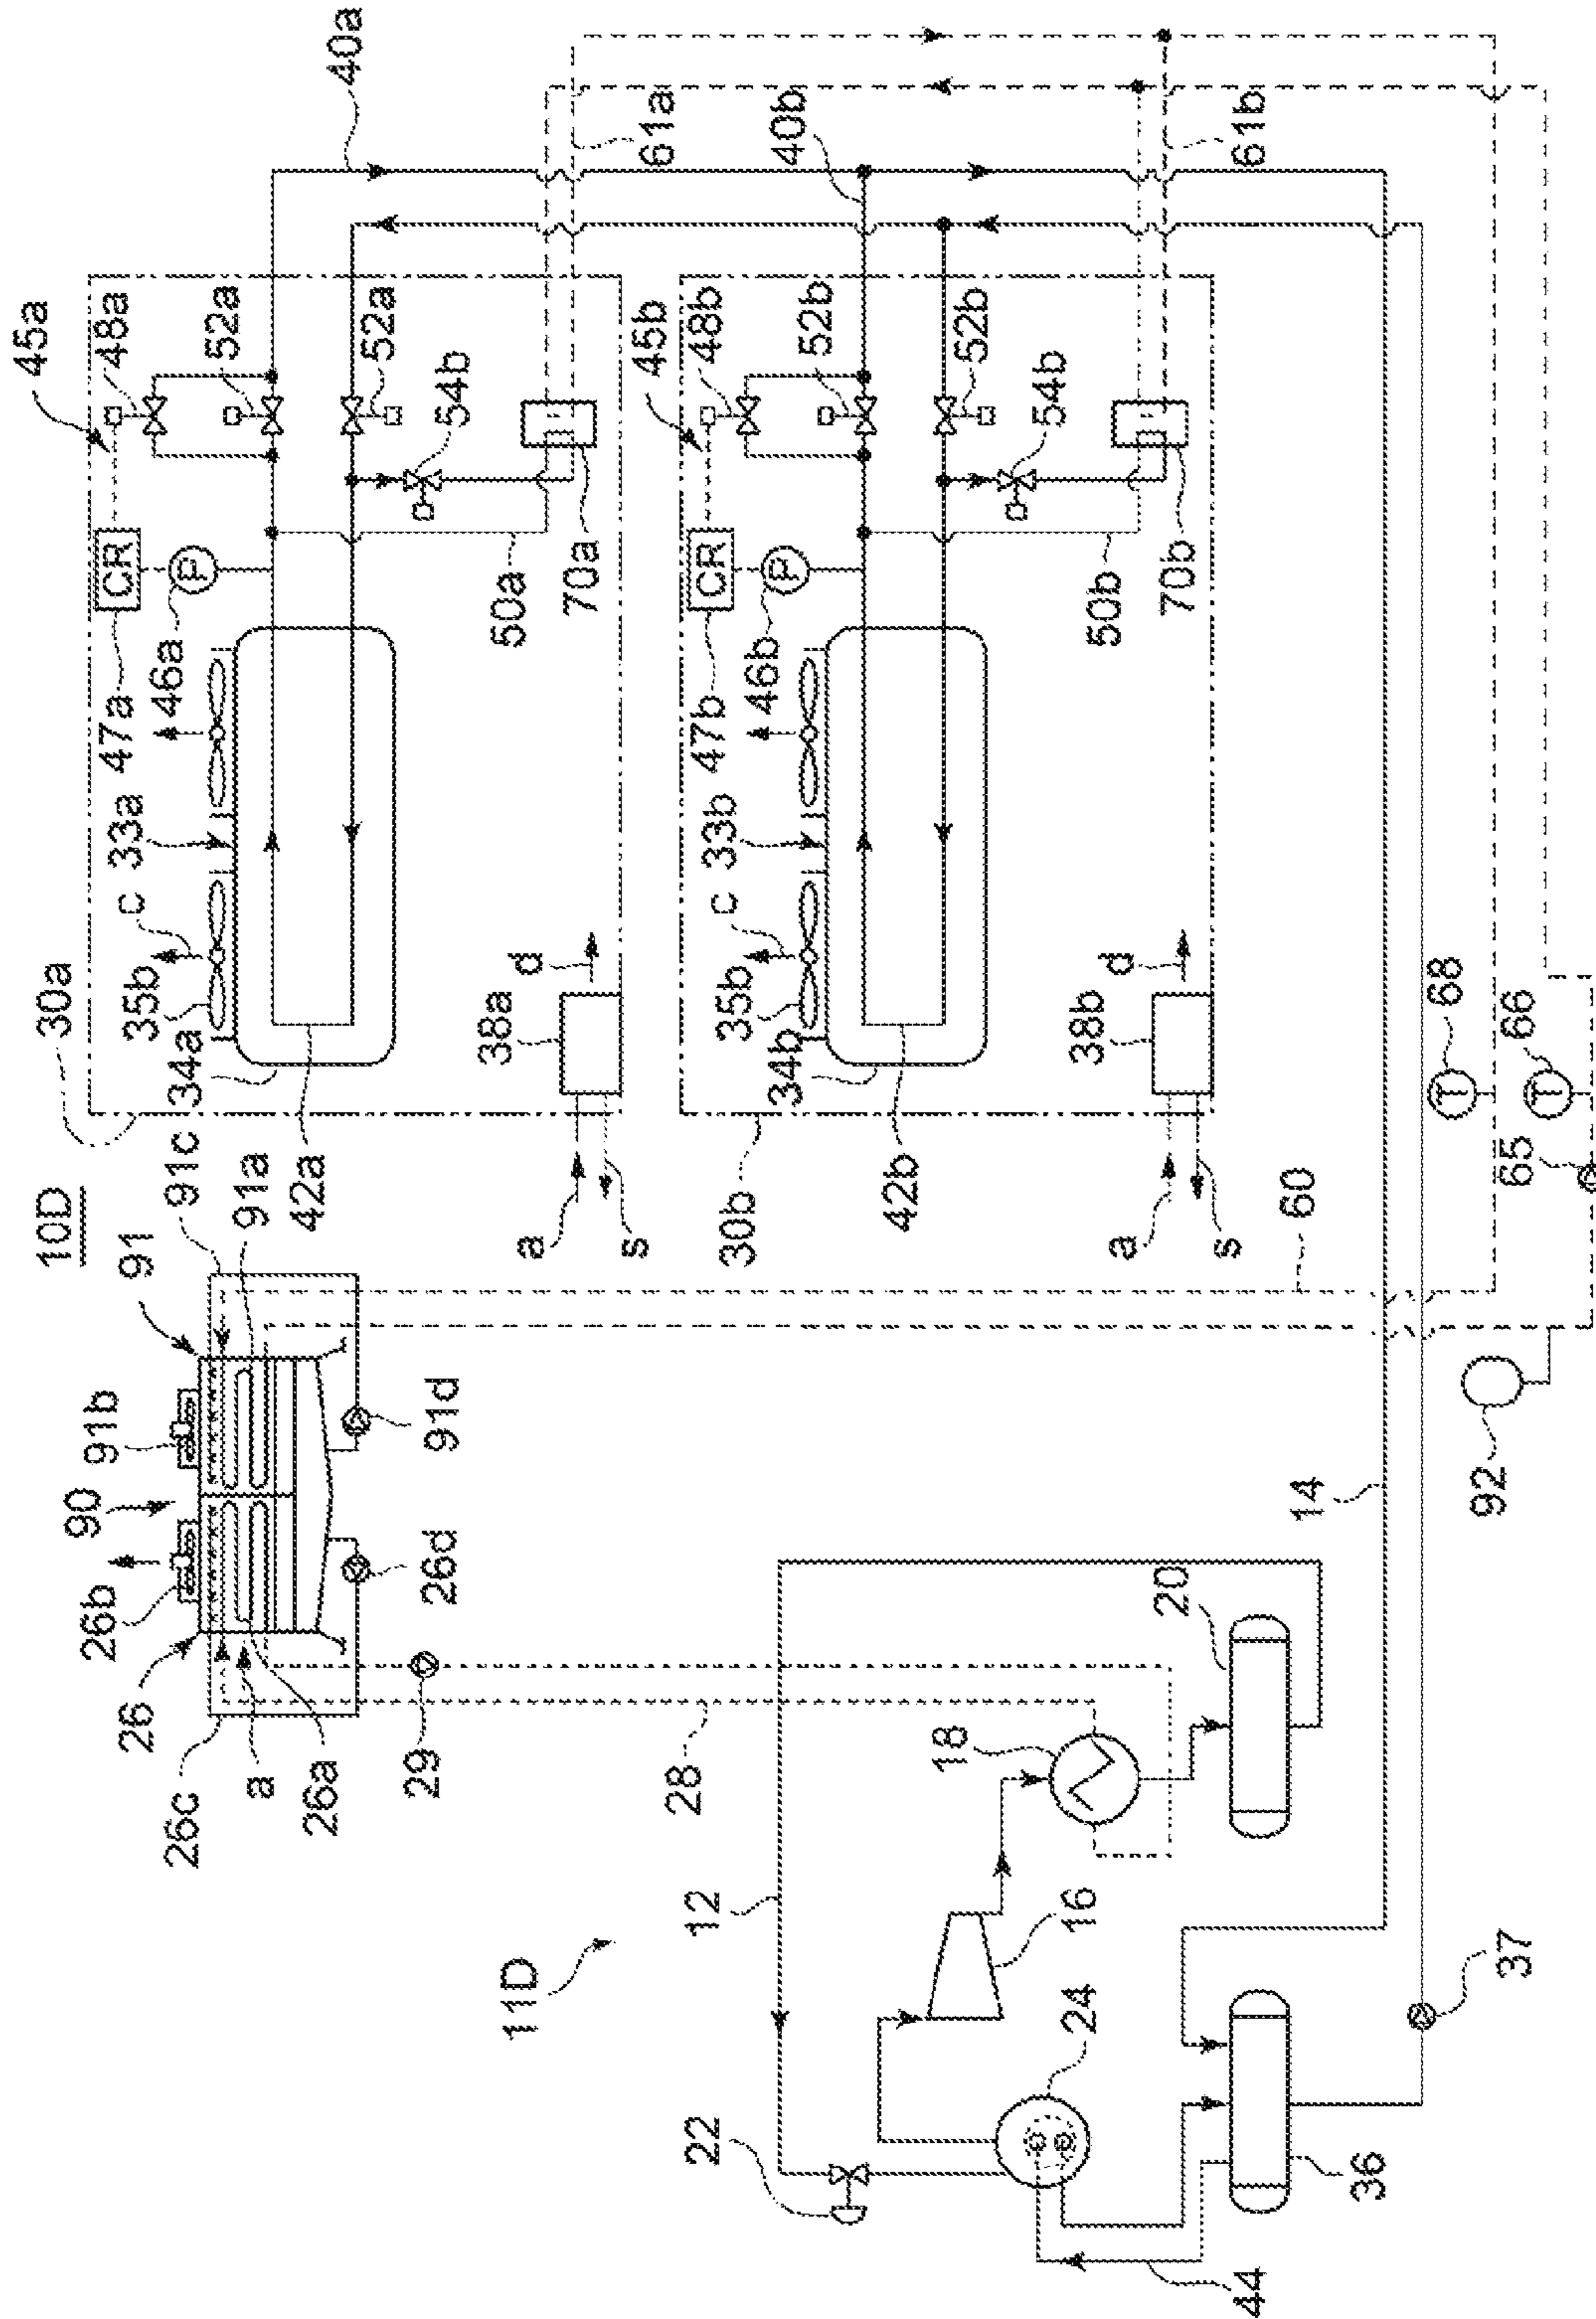 10D
30a
45a
48a
CR
47a
P
46a
52a
40a
c
35b
33a
34a
52a
54b
42a
50a
70a
61a
38a
d
a
s
45b
48b
CR
47b
P
46b
52b
40b
c
35b
33b
34b
52b
54b
42b
50b
70b
61b
30b
38b
d
a
s
91c
91a
91
91b
90
26b
26
26c
a
26a
91d
26d
29
28
60
68
T
66
T
65
92
14
12
11D
18
20
16
24
22
36
37
44